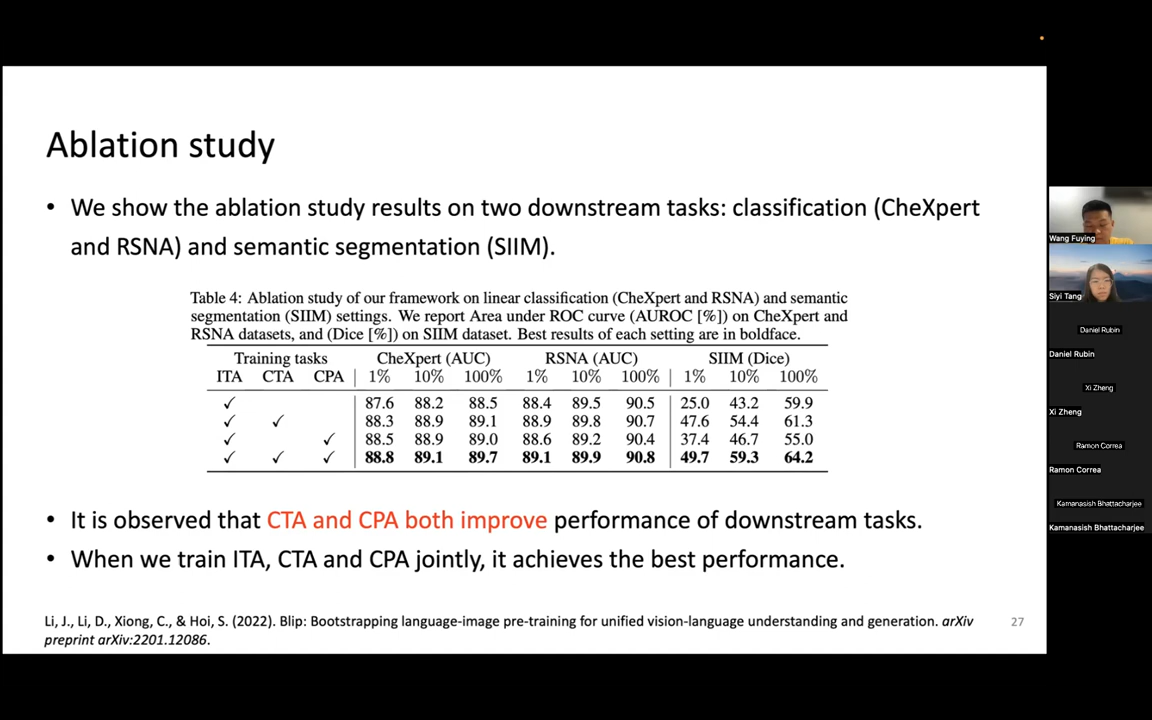 Ablation study
• We show the ablation study results on two downstream tasks: classification (CheXpert
and RSNA) and semantic segmentation (SIIM).
Table 4: Ablation study of our framework on linear classification (CheXpert and RSNA) and semantic
segmentation (SIIM) settings. We report Area under ROC curve (AUROC [%]) on CheXpert and
RSNA datasets, and (Dice [%]) on SIIM dataset. Best results of each setting are in boldface.
Training tasks CheXpert (AUC) RSNA (AUC) SIIM (Dice)
ITA CTA CPA 1% 10% 100% 1% 10% 100% 1% 10% 100%
✓ 87.6 88.2 88.5 88.4 89.5 90.5 25.0 43.2 59.9
✓ ✓ 88.3 88.9 89.1 88.9 89.8 90.7 47.6 54.4 61.3
✓ ✓ 88.5 88.9 89.0 88.6 89.2 90.4 37.4 46.7 55.0
✓ ✓ ✓ 88.8 89.1 89.7 89.1 89.9 90.8 49.7 59.3 64.2
• It is observed that CTA and CPA both improve performance of downstream tasks.
• When we train ITA, CTA and CPA jointly, it achieves the best performance.
Li, J., Li, D., Xiong, C., & Hoi, S. (2022). Blip: Bootstrapping language-image pre-training for unified vision-language understanding and generation. arXiv
preprint arXiv:2201.12086.
27
Wang Fuying
Siyi Tang
Daniel Rubin
Daniel Rubin
Xi Zheng
Xi Zheng
Ramon Correa
Ramon Correa
Kamanasish Bhattacharjee
Kamanasish Bhattacharjee